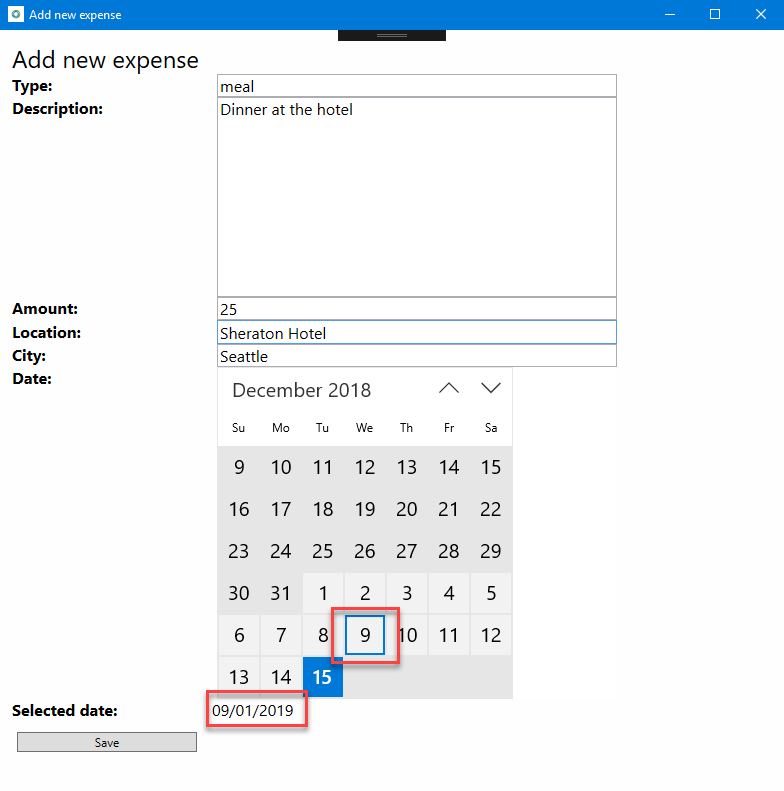 Add new expense
Add new expense
Type: meal
Description: Dinner at the hotel
Amount: 25
Location: Sheraton Hotel
City: Seattle
Date:
December 2018
Su Mo Tu We Th Fr Sa
9 10 11 12 13 14 15
16 17 18 19 20 21 22
23 24 25 26 27 28 29
30 31 1 2 3 4 5
6 7 8 9 10 11 12
13 14 15
Selected date: 09/01/2019
Save